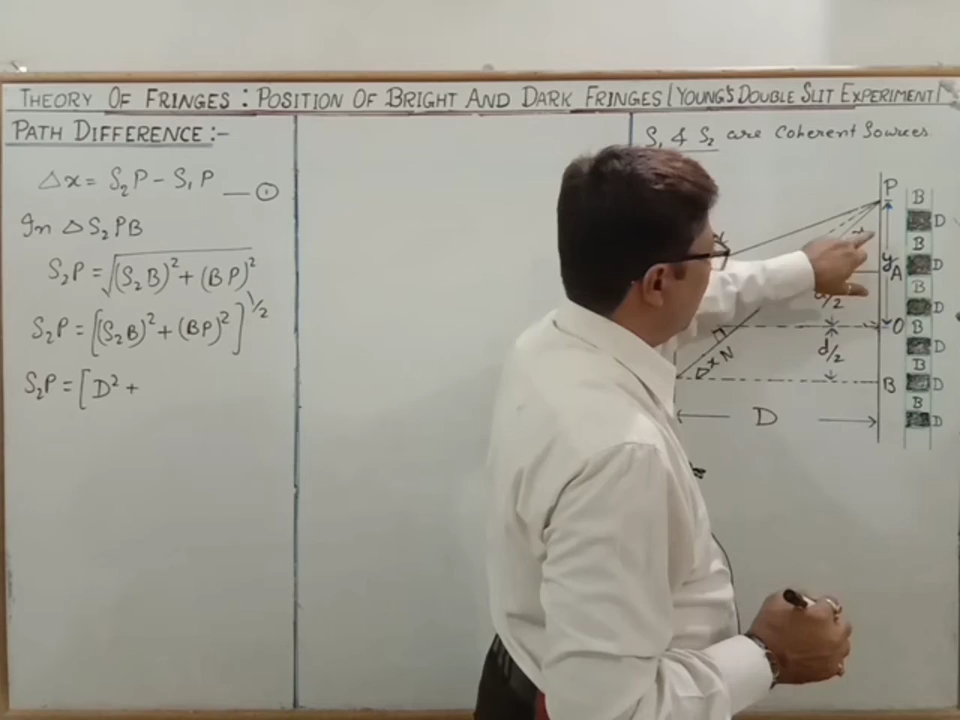 THEORY OF FRINGES : POSITION OF BRIGHT AND DARK FRINGES (YOUNG'S DOUBLE SLIT EXPERIMENT)
PATH DIFFERENCE :-
Δx = S₂P - S₁P — ①
In Δ S₂PB
S₂P = √(S₂B)² + (BP)²
S₂P = [(S₂B)² + (BP)²]^1/2
S₂P = [D² +
S₁ & S₂ are Coherent Sources
P
B
D
B
y
A
D
B
d/2
D
O
B
N
d/2
D
Δx
B
B
D
B
D
D